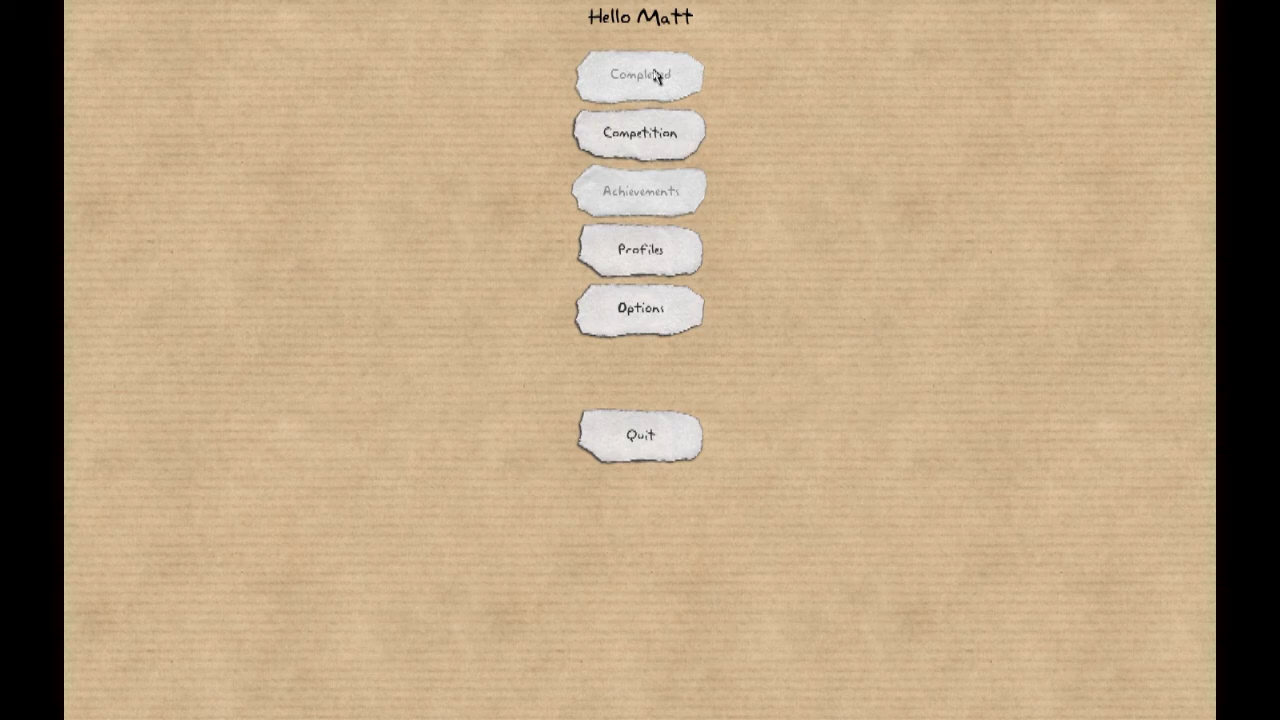 Hello Matt
Completed
Competition
Achievements
Profiles
Options
Quit